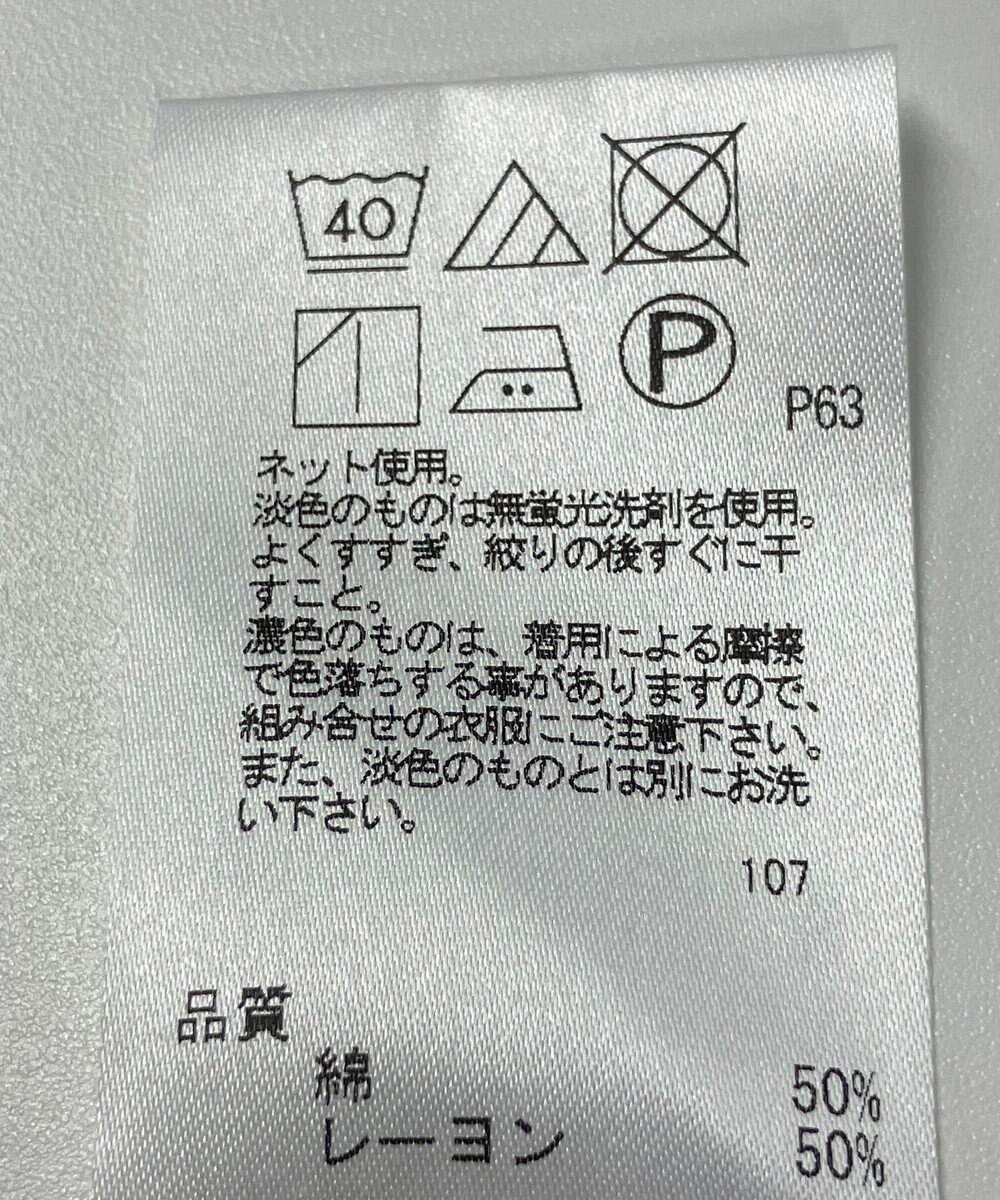 40
P
P63
ネット使用。
淡色のものは無蛍光洗剤を使用。
よくすすぎ、絞りの後すぐに干
すこと。
濃色のものは、着用による摩擦
で色落ちする事がありますので、
組み合せの衣服にご注意下さい。
また、淡色のものとは別にお洗
い下さい。
107
品質
綿 50%
レーヨン 50%